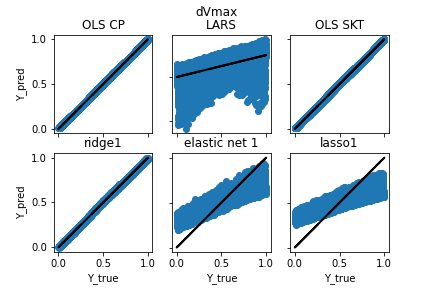 dVmax
OLS CP LARS OLS SKT
Y_pred
1.0
0.5
0.0
ridge1 elastic net 1 lasso1
Y_pred
1.0
0.5
0.0
0.0 1.0 0.0 0.5 1.0 0.0 0.5 1.0
Y_true Y_true Y_true